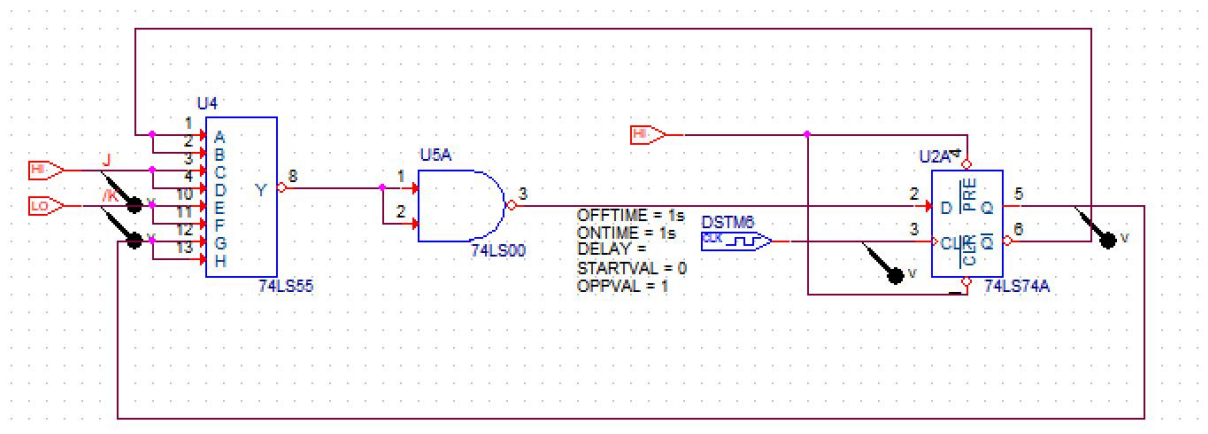 U4
1
2
3
4
10
11
12
13
A
B
C
D
E
F
G
H
Y
8
74LS55
HI
J
LO
/K
V
V
U5A
1
2
3
74LS00
HI
OFFTIME = 1s
ONTIME = 1s
DELAY =
STARTVAL = 0
OPPVAL = 1
DSTM6
CLK
V
U2A
4
2
3
D
PRE
Q
CLK
CLR
Q
5
6
1
74LS74A
V